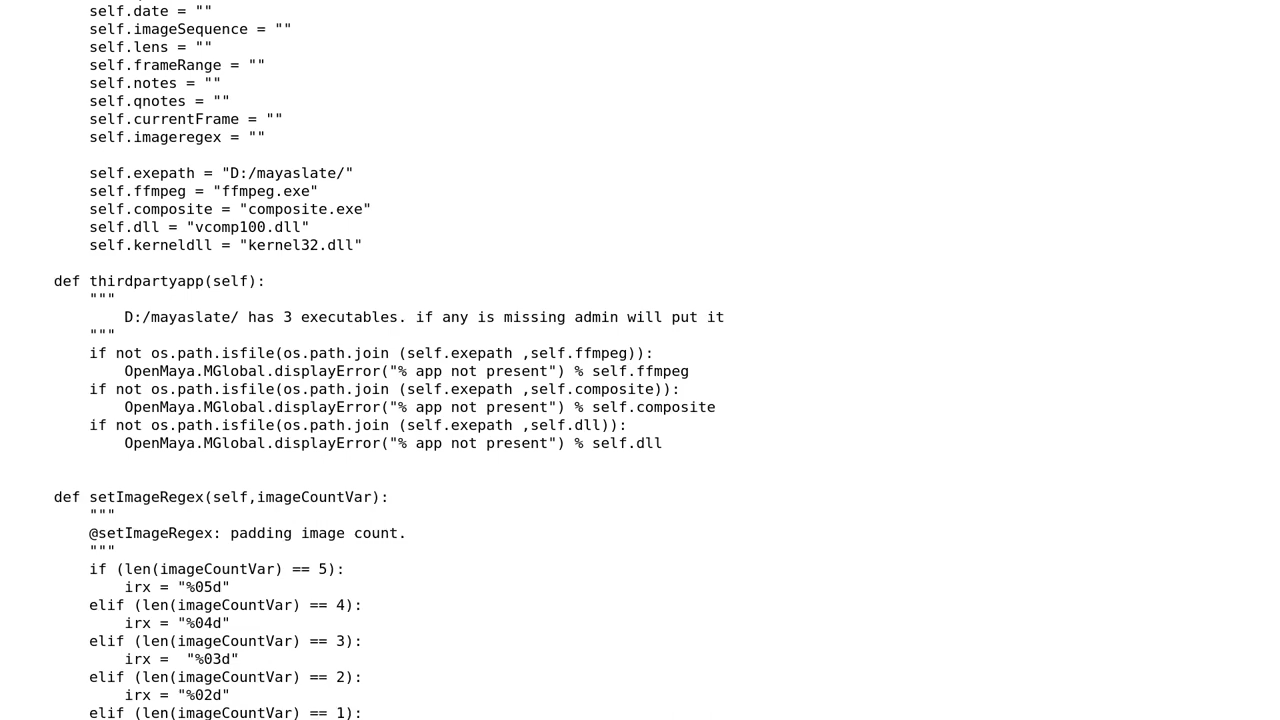 self.date = ""
self.imageSequence = ""
self.lens = ""
self.frameRange = ""
self.notes = ""
self.qnotes = ""
self.currentFrame = ""
self.imageregex = ""
self.exepath = "D:/mayaslate/"
self.ffmpeg = "ffmpeg.exe"
self.composite = "composite.exe"
self.dll = "vcomp100.dll"
self.kerneldll = "kernel32.dll"
def thirdpartyapp(self):
"""
D:/mayaslate/ has 3 executables. if any is missing admin will put it
"""
if not os.path.isfile(os.path.join (self.exepath ,self.ffmpeg)):
OpenMaya.MGlobal.displayError("% app not present") % self.ffmpeg
if not os.path.isfile(os.path.join (self.exepath ,self.composite)):
OpenMaya.MGlobal.displayError("% app not present") % self.composite
if not os.path.isfile(os.path.join (self.exepath ,self.dll)):
OpenMaya.MGlobal.displayError("% app not present") % self.dll
def setImageRegex(self,imageCountVar):
"""
@setImageRegex: padding image count.
"""
if (len(imageCountVar) == 5):
irx = "%05d"
elif (len(imageCountVar) == 4):
irx = "%04d"
elif (len(imageCountVar) == 3):
irx =  "%03d"
elif (len(imageCountVar) == 2):
irx = "%02d"
elif (len(imageCountVar) == 1):